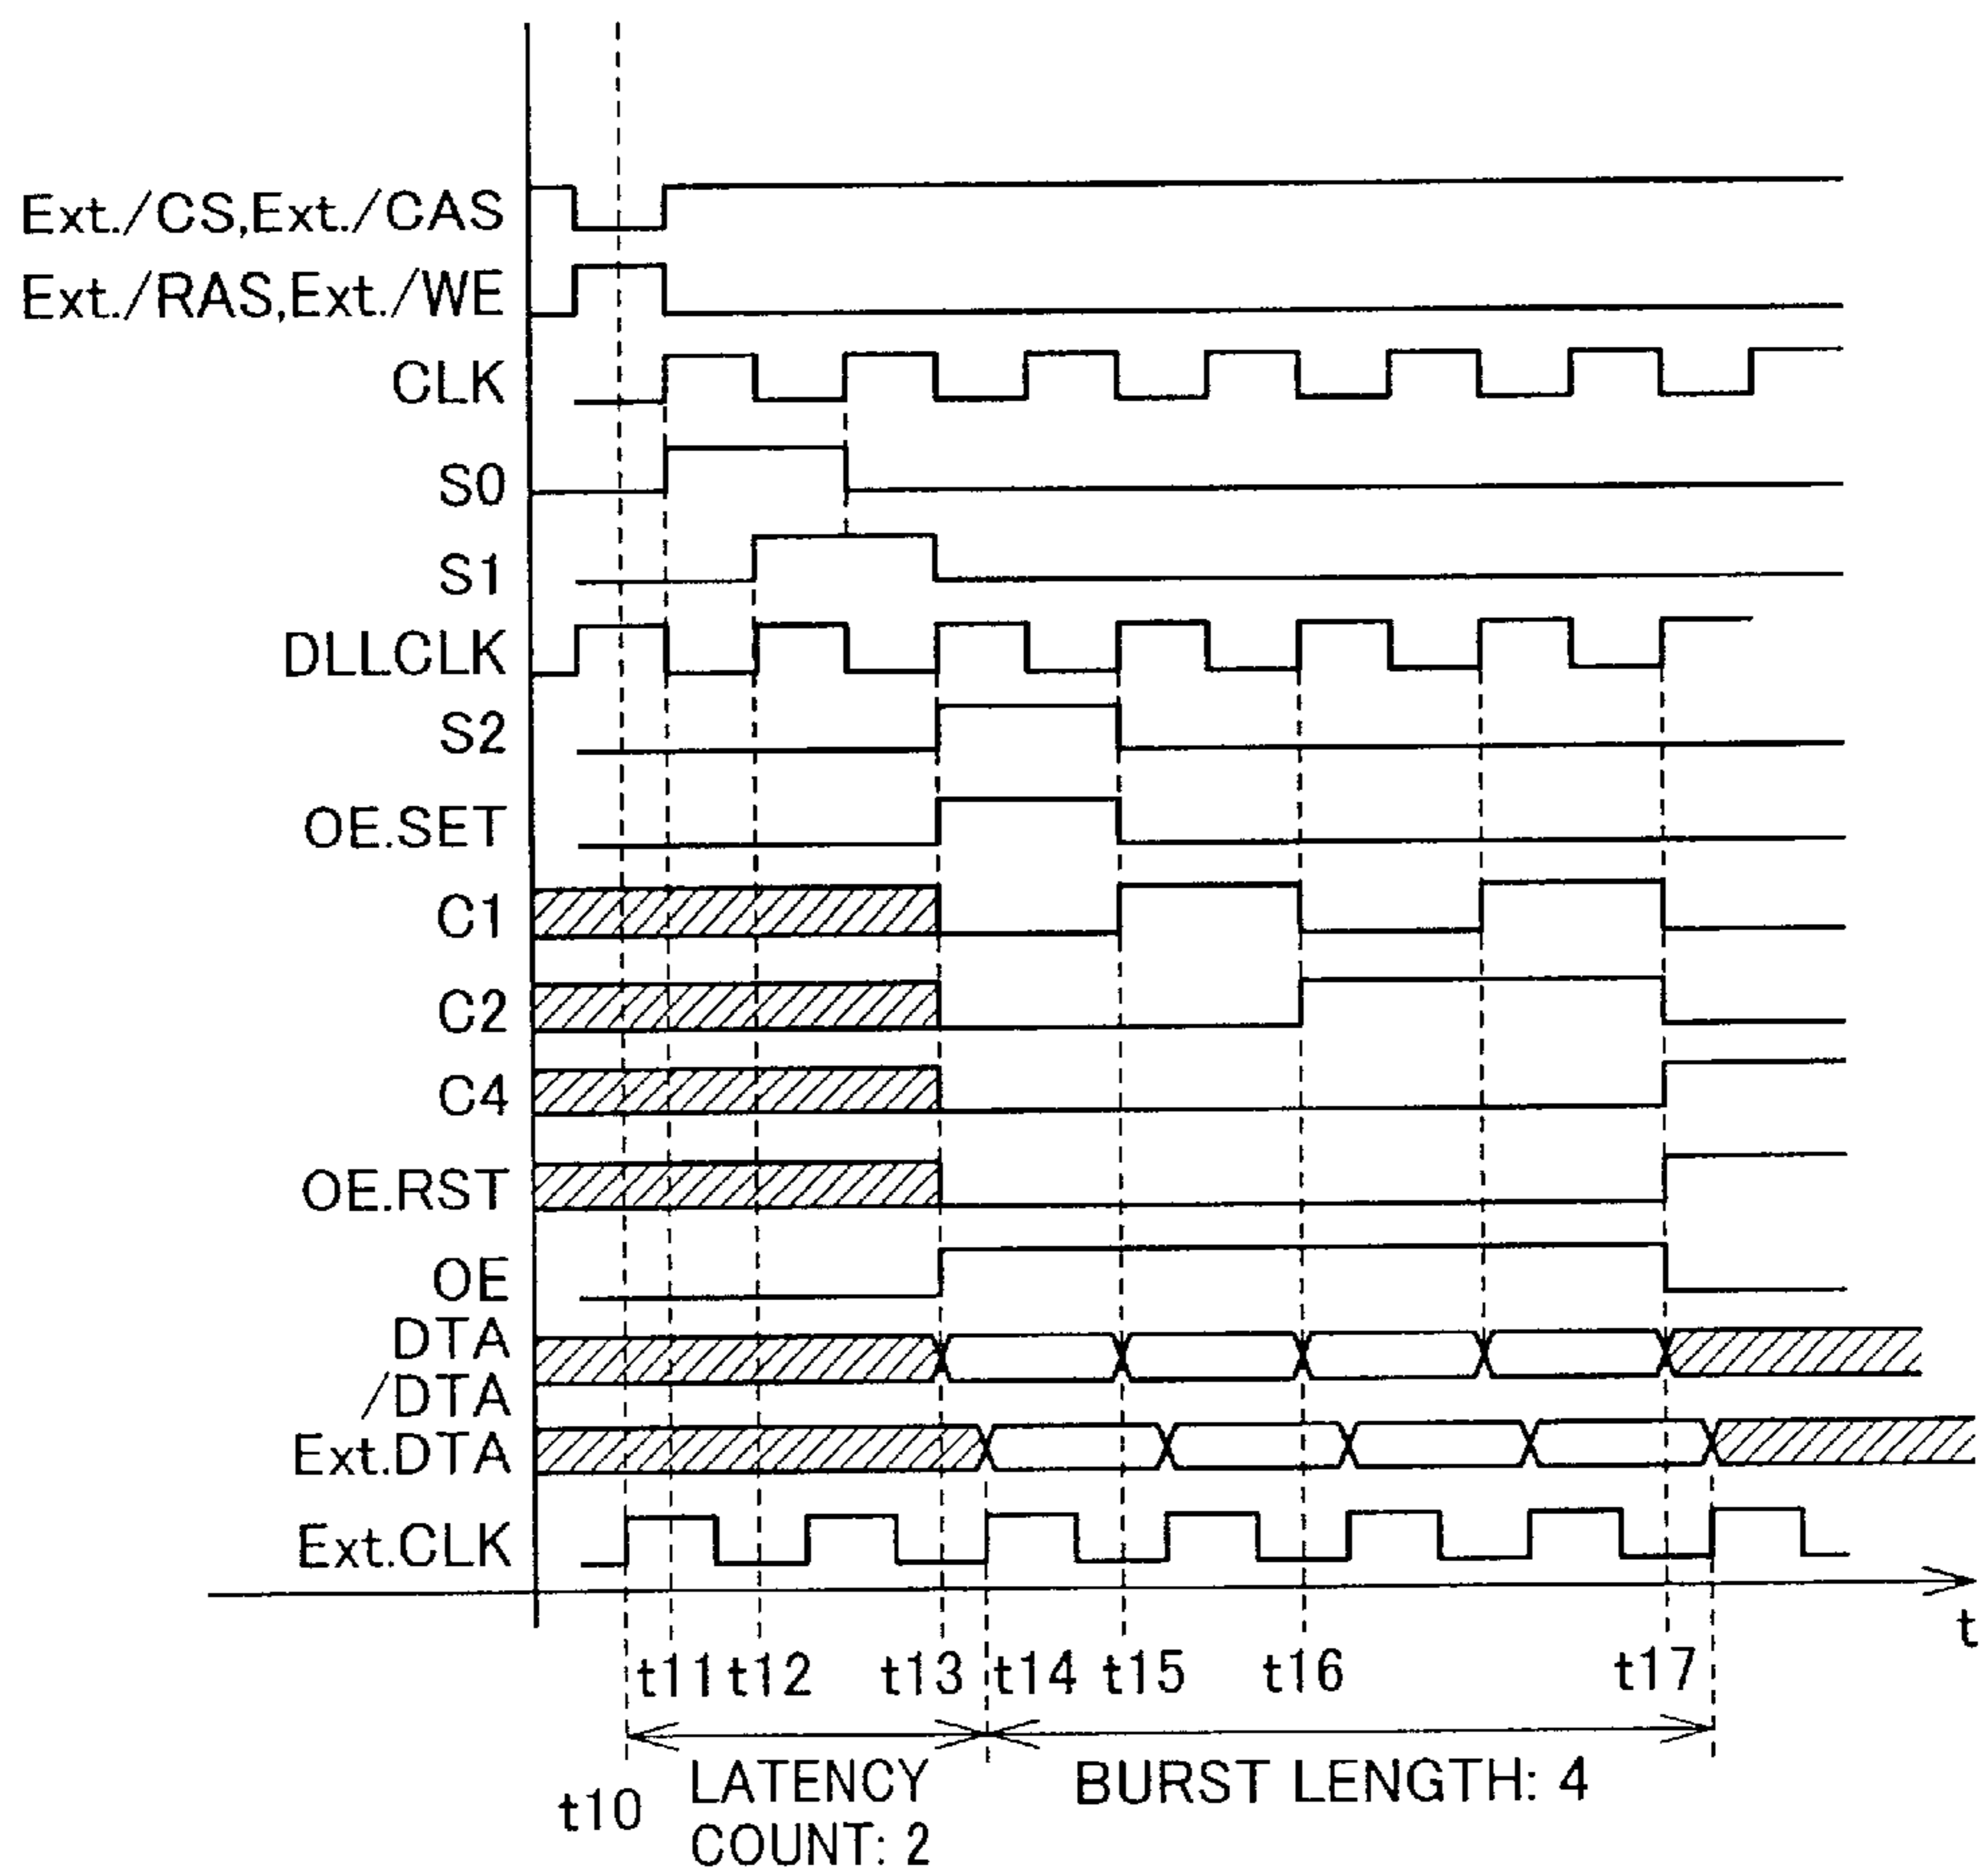 Ext./CS,Ext./CAS
Ext./RAS,Ext./WE
CLK
S0
S1
DLLCLK
S2
OE.SET
C1
C2
C4
OE.RST
OE
DTA
/DTA
Ext.DTA
Ext.CLK
t
t11 t12 t13 t14 t15 t16 t17
t10
LATENCY
COUNT: 2
BURST LENGTH: 4